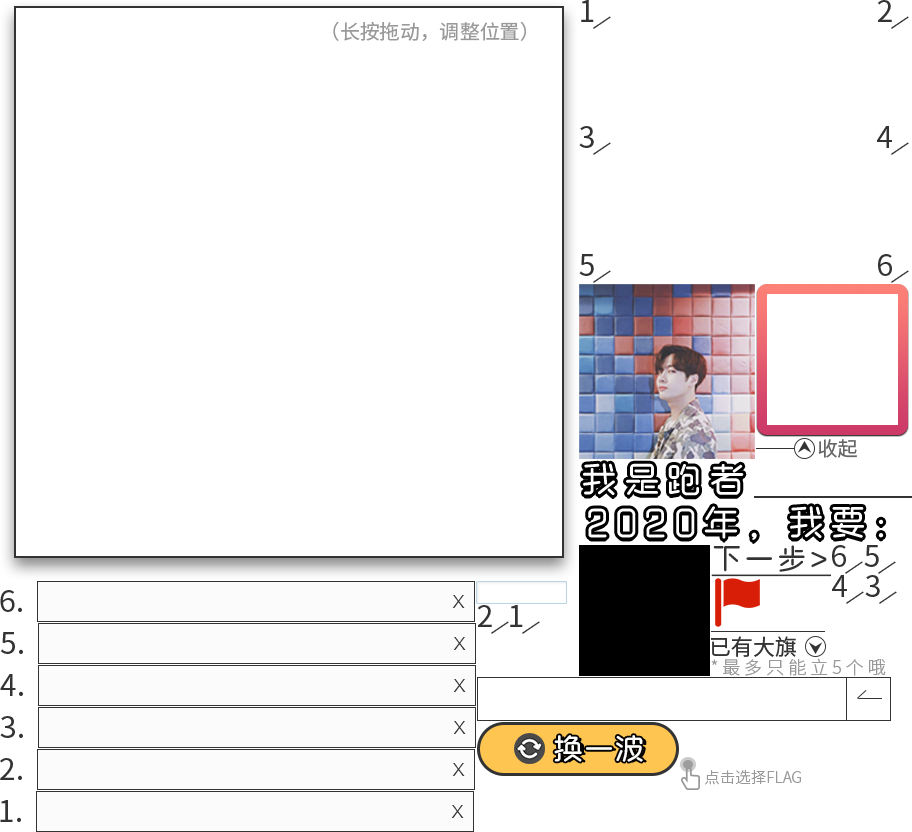 （长按拖动，调整位置）
1
2
3
4
5
6
收起
我是跑者
2020年，我要：
下一步>
6 5
4 3
2 1
已有大旗
*最多只能立5个哦
6. X
5. X
4. X
3. X
2. X
1. X
换一波
点击选择FLAG